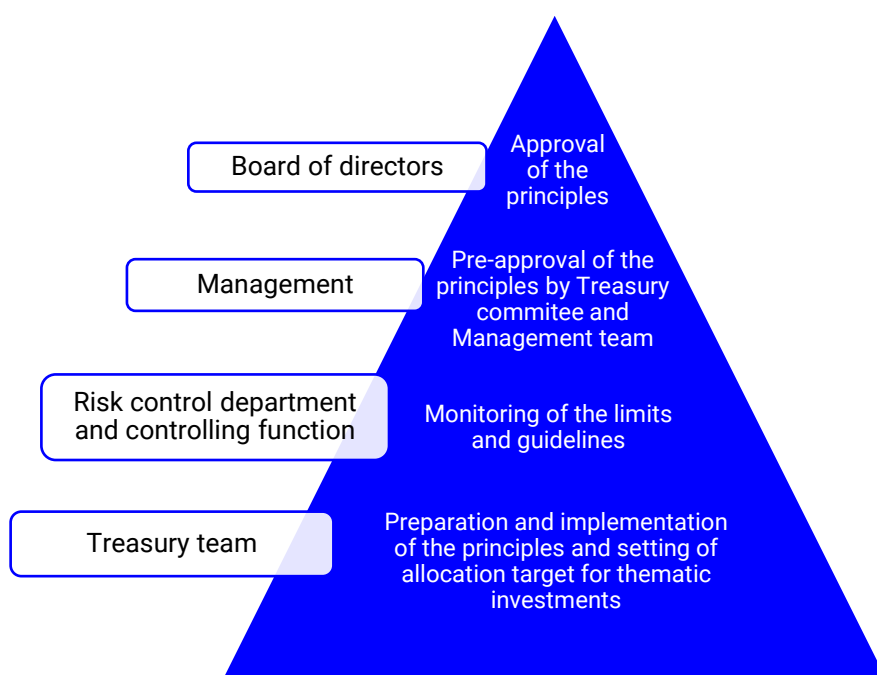 Board of directors
Approval
of the
principles
Management
Pre-approval of the
principles by Treasury
commitee and
Management team
Risk control department
and controlling function
Monitoring of the limits
and guidelines
Treasury team
Preparation and implementation
of the principles and setting of
allocation target for thematic
investments